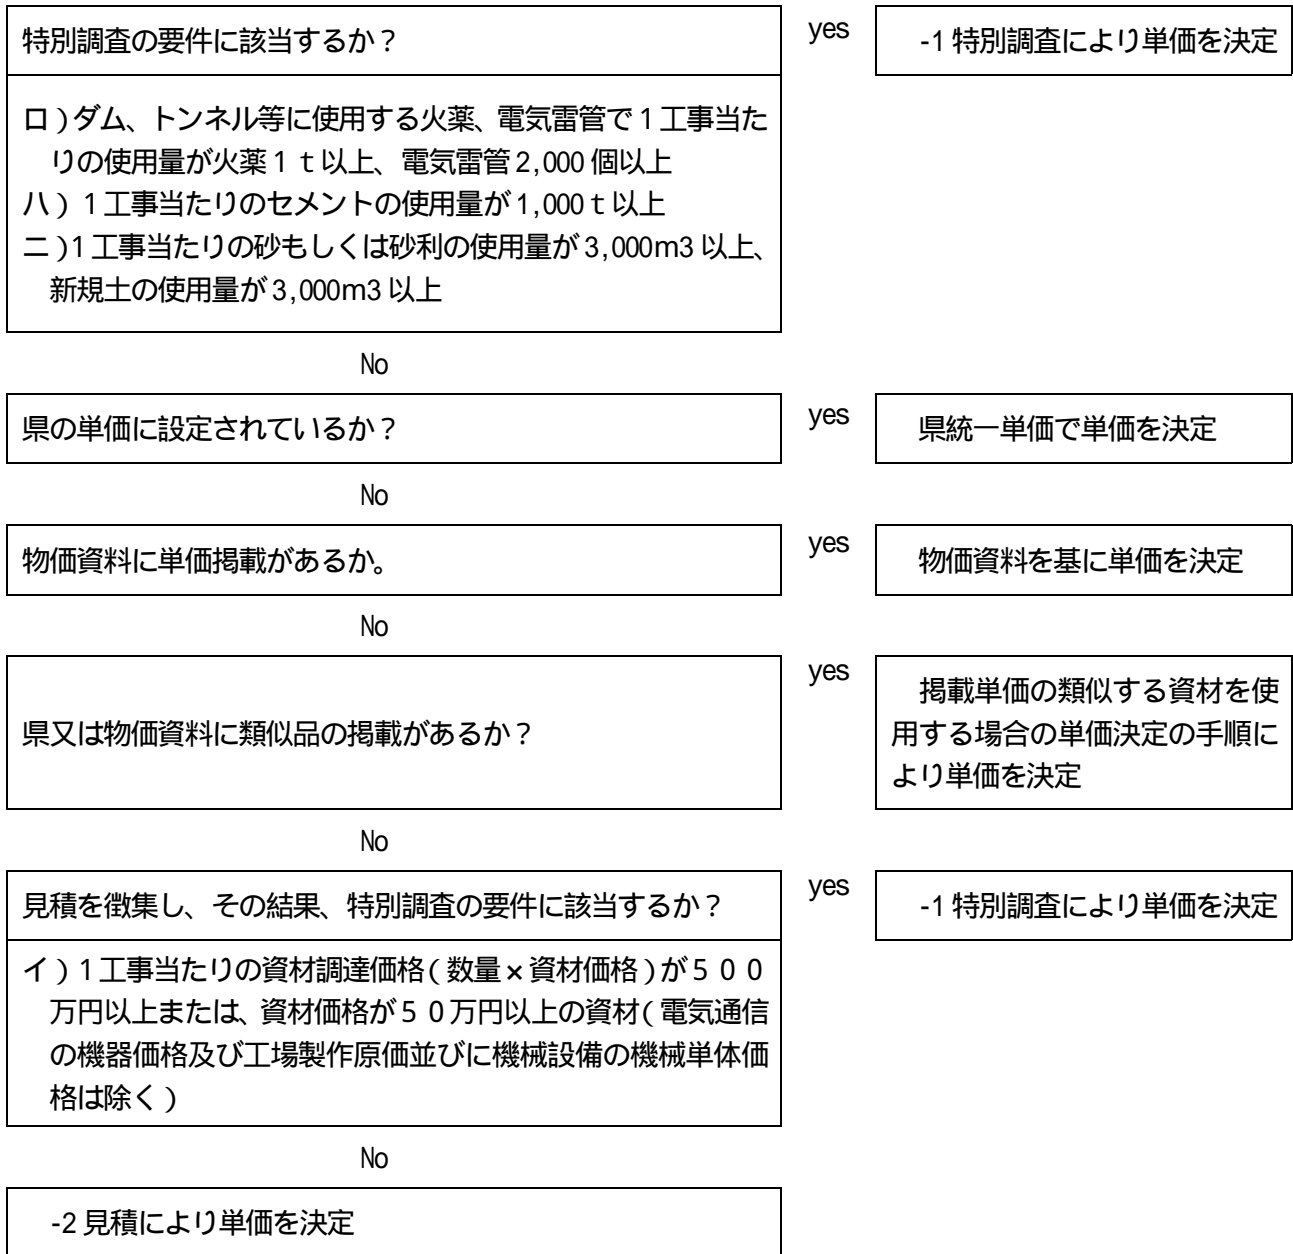 特別調査の要件に該当するか？
yes
-1 特別調査により単価を決定
ロ）ダム、トンネル等に使用する火薬、電気雷管で１工事当た
りの使用量が火薬１ｔ以上、電気雷管 2,000 個以上
ハ）１工事当たりのセメントの使用量が 1,000ｔ以上
ニ）1 工事当たりの砂もしくは砂利の使用量が 3,000m3 以上、
新規土の使用量が 3,000m3 以上
No
県の単価に設定されているか？
yes
県統一単価で単価を決定
No
物価資料に単価掲載があるか。
yes
物価資料を基に単価を決定
No
県又は物価資料に類似品の掲載があるか？
yes
掲載単価の類似する資材を使
用する場合の単価決定の手順に
より単価を決定
No
見積を徴集し、その結果、特別調査の要件に該当するか？
yes
-1 特別調査により単価を決定
イ）１工事当たりの資材調達価格（数量×資材価格）が５００
万円以上または、資材価格が５０万円以上の資材（電気通信
の機器価格及び工場製作原価並びに機械設備の機械単体価
格は除く）
No
-2 見積により単価を決定